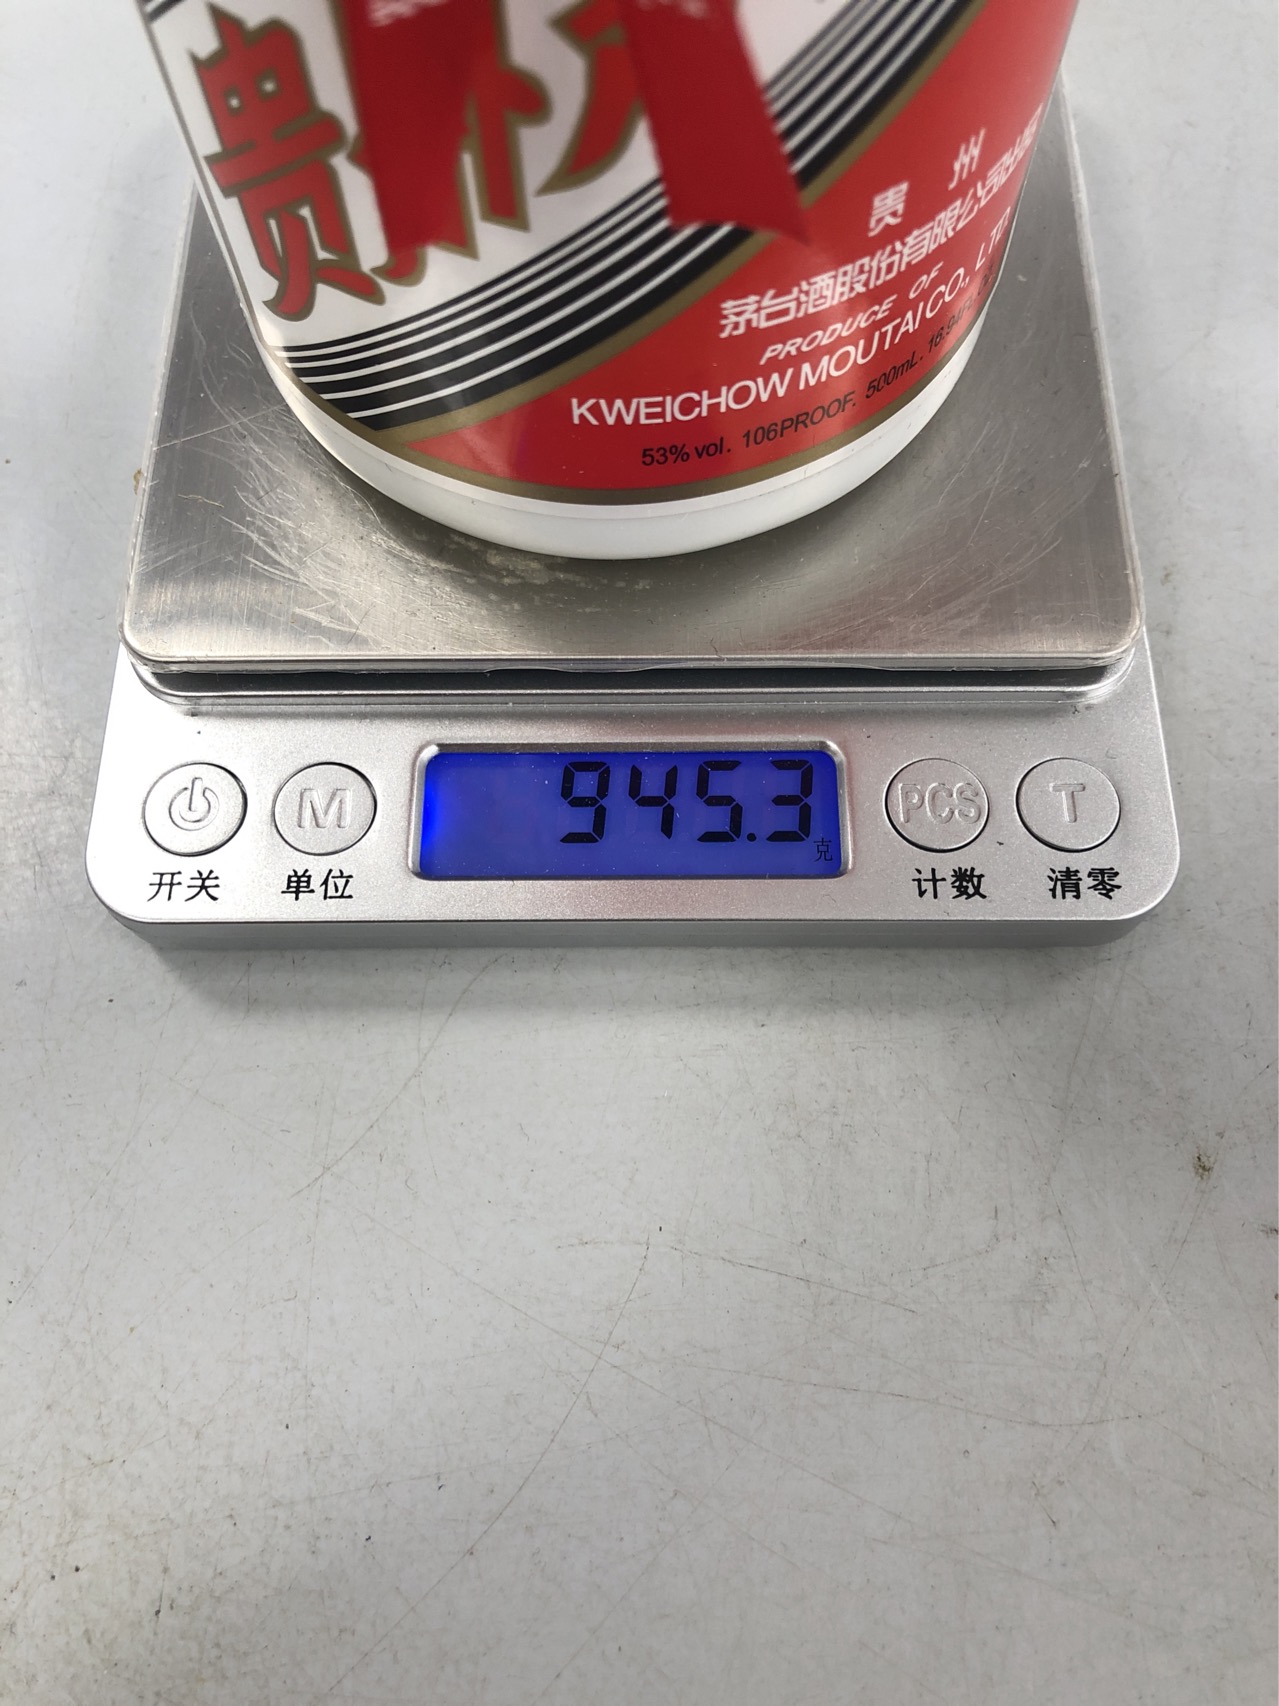 贵
贵州
茅台酒股份有限公司出品
PRODUCE OF
KWEICHOW MOUTAI CO., LTD
53% vol. 106PROOF. 500mL.
945.3
克
M
PCS
T
开关
单位
计数
清零